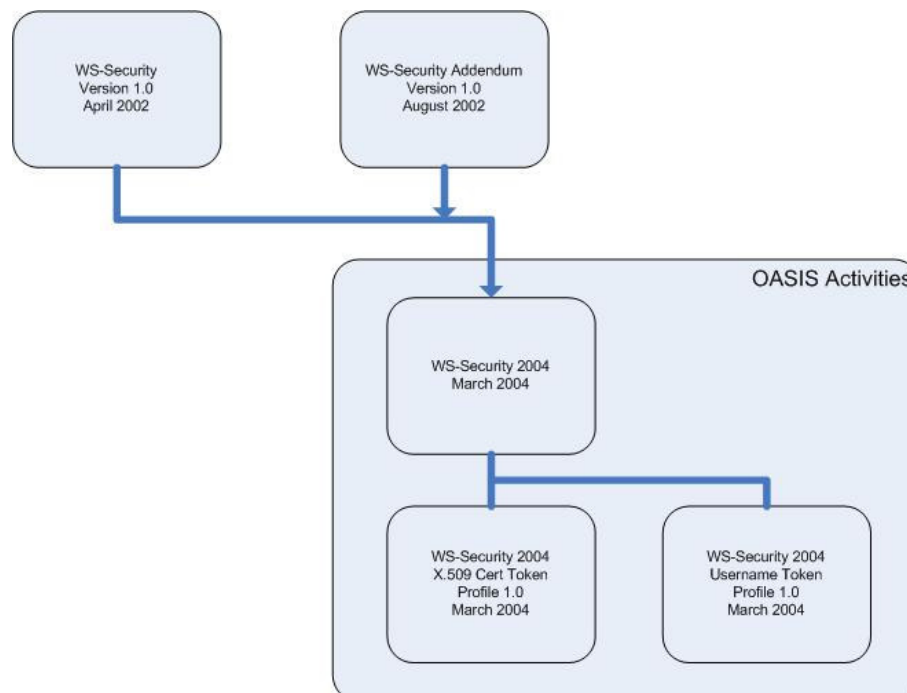 WS-Security
Version 1.0
April 2002
WS-Security Addendum
Version 1.0
August 2002
OASIS Activities
WS-Security 2004
March 2004
WS-Security 2004
X.509 Cert Token
Profile 1.0
March 2004
WS-Security 2004
Username Token
Profile 1.0
March 2004